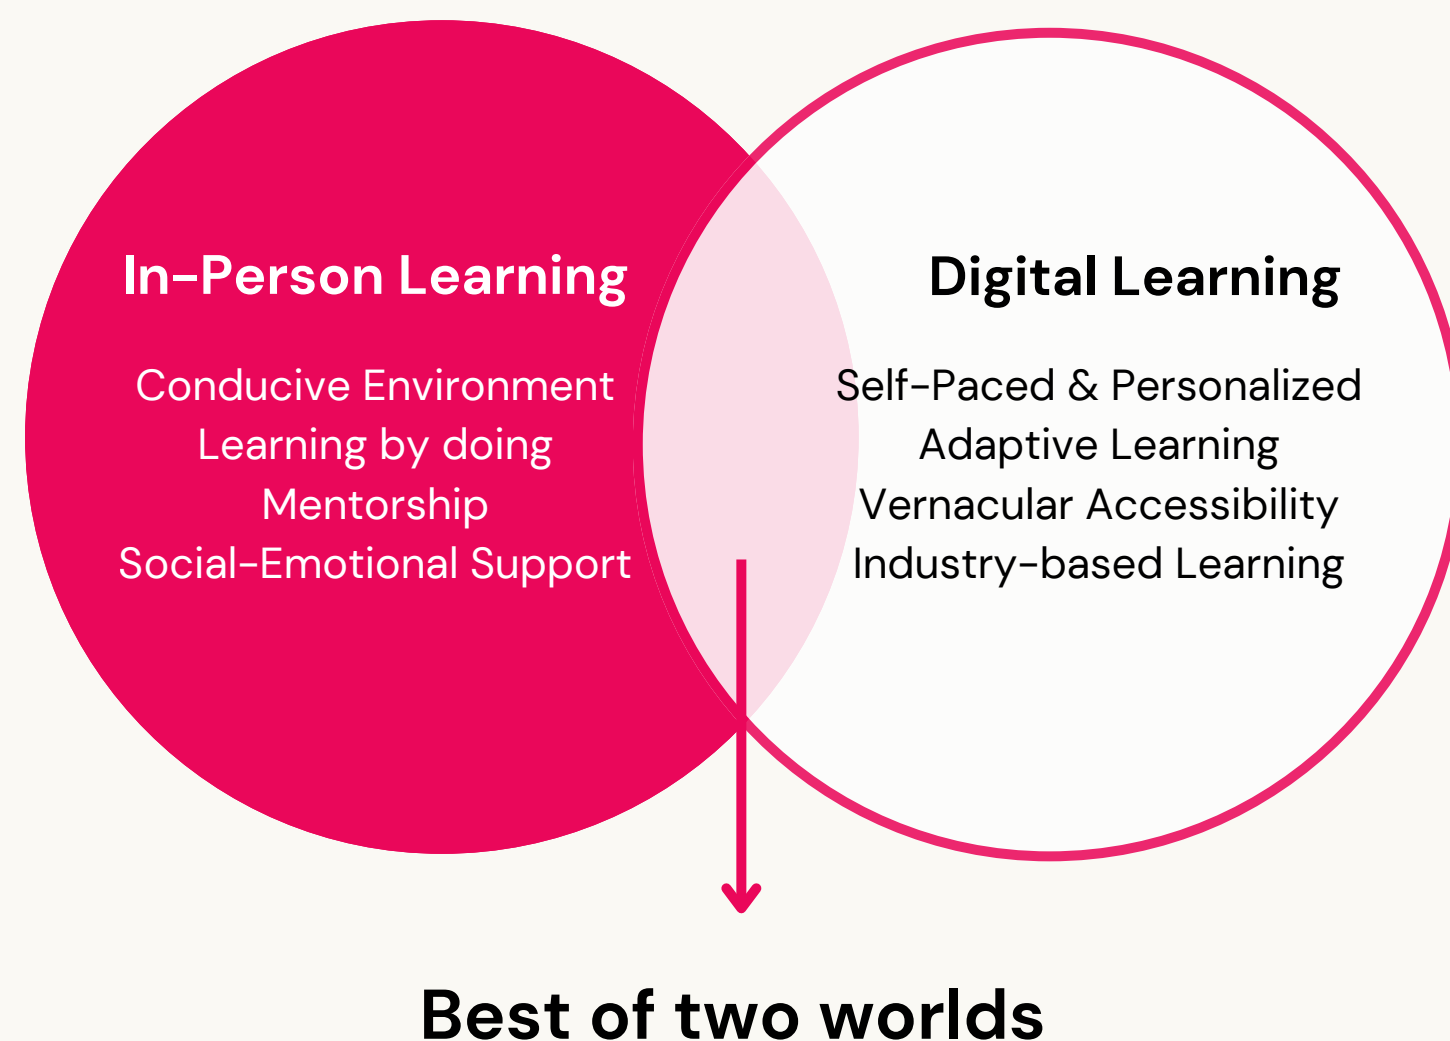 In-Person Learning
Conducive Environment
Learning by doing
Mentorship
Social-Emotional Support
Digital Learning
Self-Paced & Personalized
Adaptive Learning
Vernacular Accessibility
Industry-based Learning
Best of two worlds